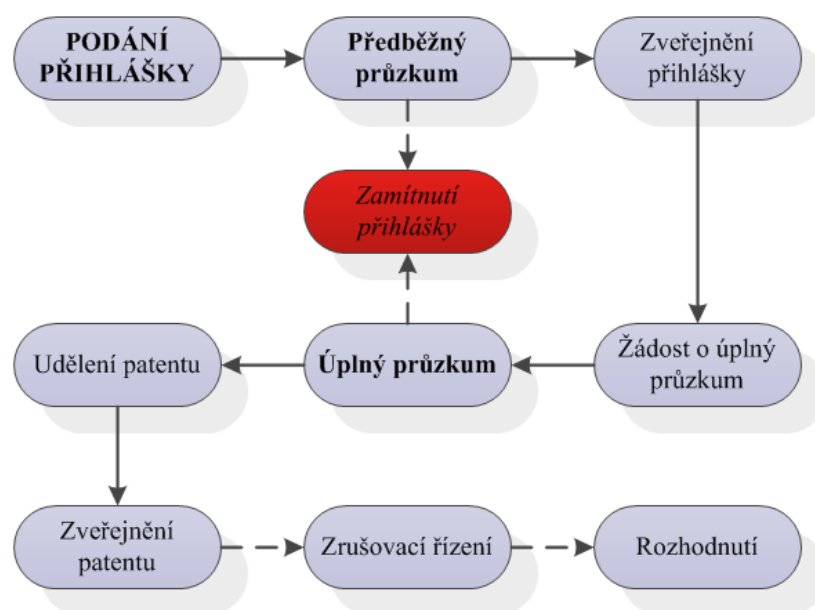 PODÁNÍ
PŘIHLÁŠKY
Předběžný
průzkum
Zveřejnění
přihlášky
Zamítnutí
přihlášky
Udělení patentu
Úplný průzkum
Žádost o úplný
průzkum
Zveřejnění
patentu
Zrušovací řízení
Rozhodnutí